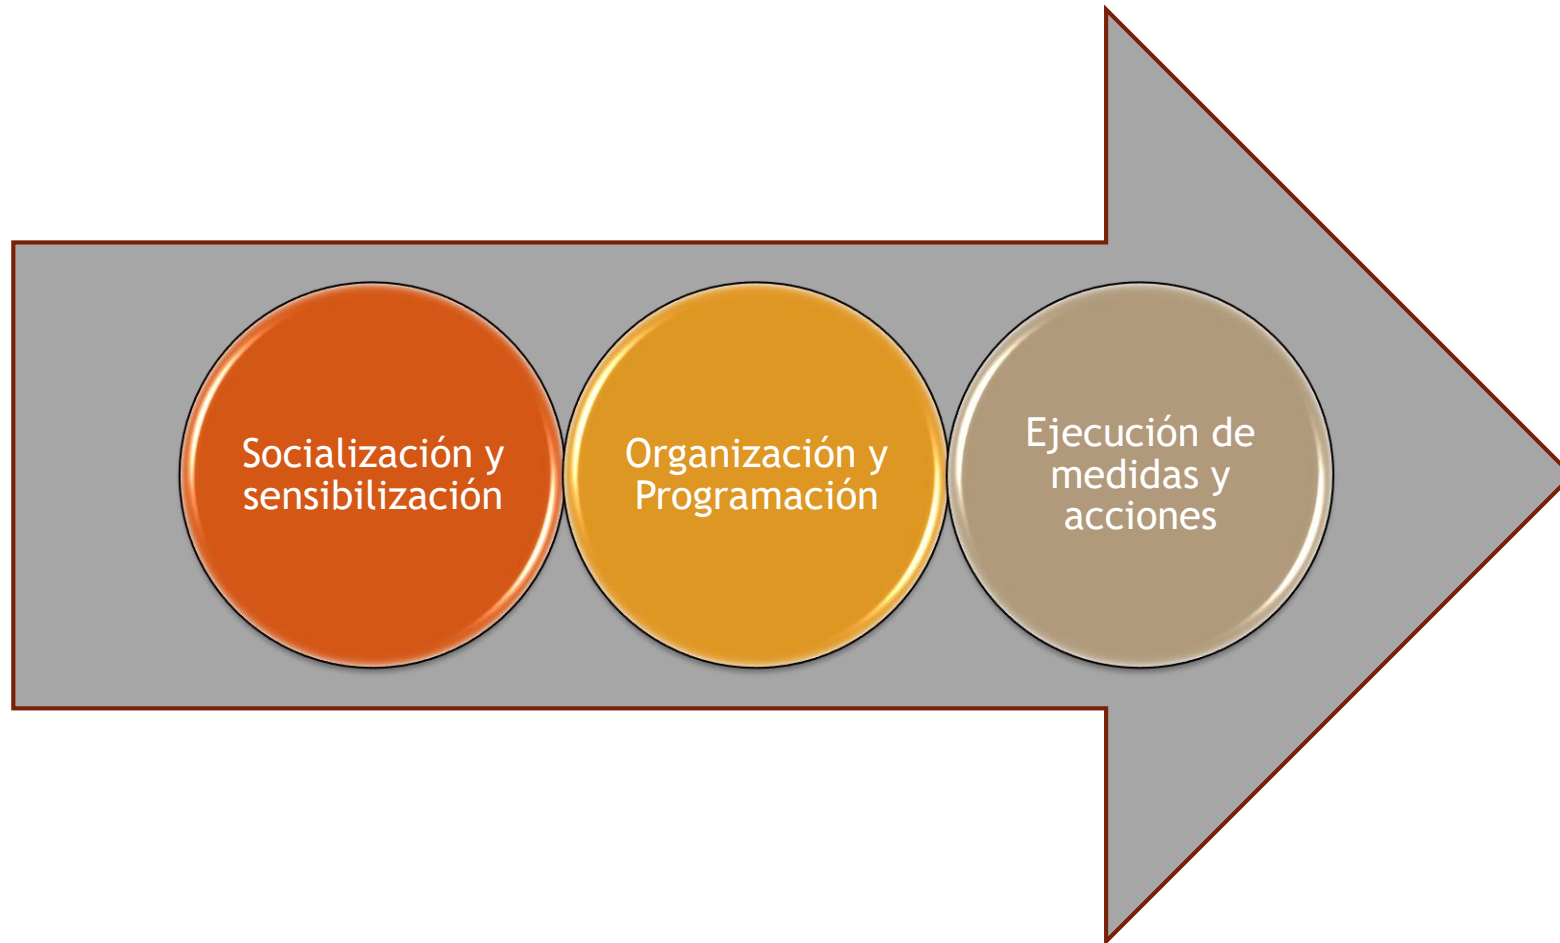 Socialización y
sensibilización
Organización y
Programación
Ejecución de
medidas y
acciones